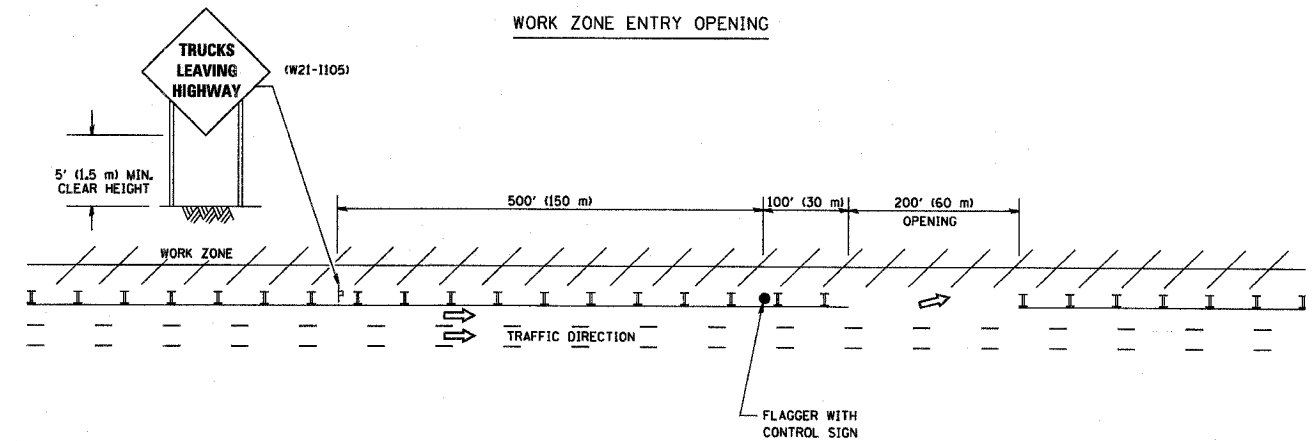 WORK ZONE ENTRY OPENING
TRUCKS
LEAVING
HIGHWAY
(W21-I105)
5' (1.5 m) MIN.
CLEAR HEIGHT
500' (150 m)
100' (30 m)
200' (60 m)
OPENING
WORK ZONE
TRAFFIC DIRECTION
FLAGGER WITH
CONTROL SIGN